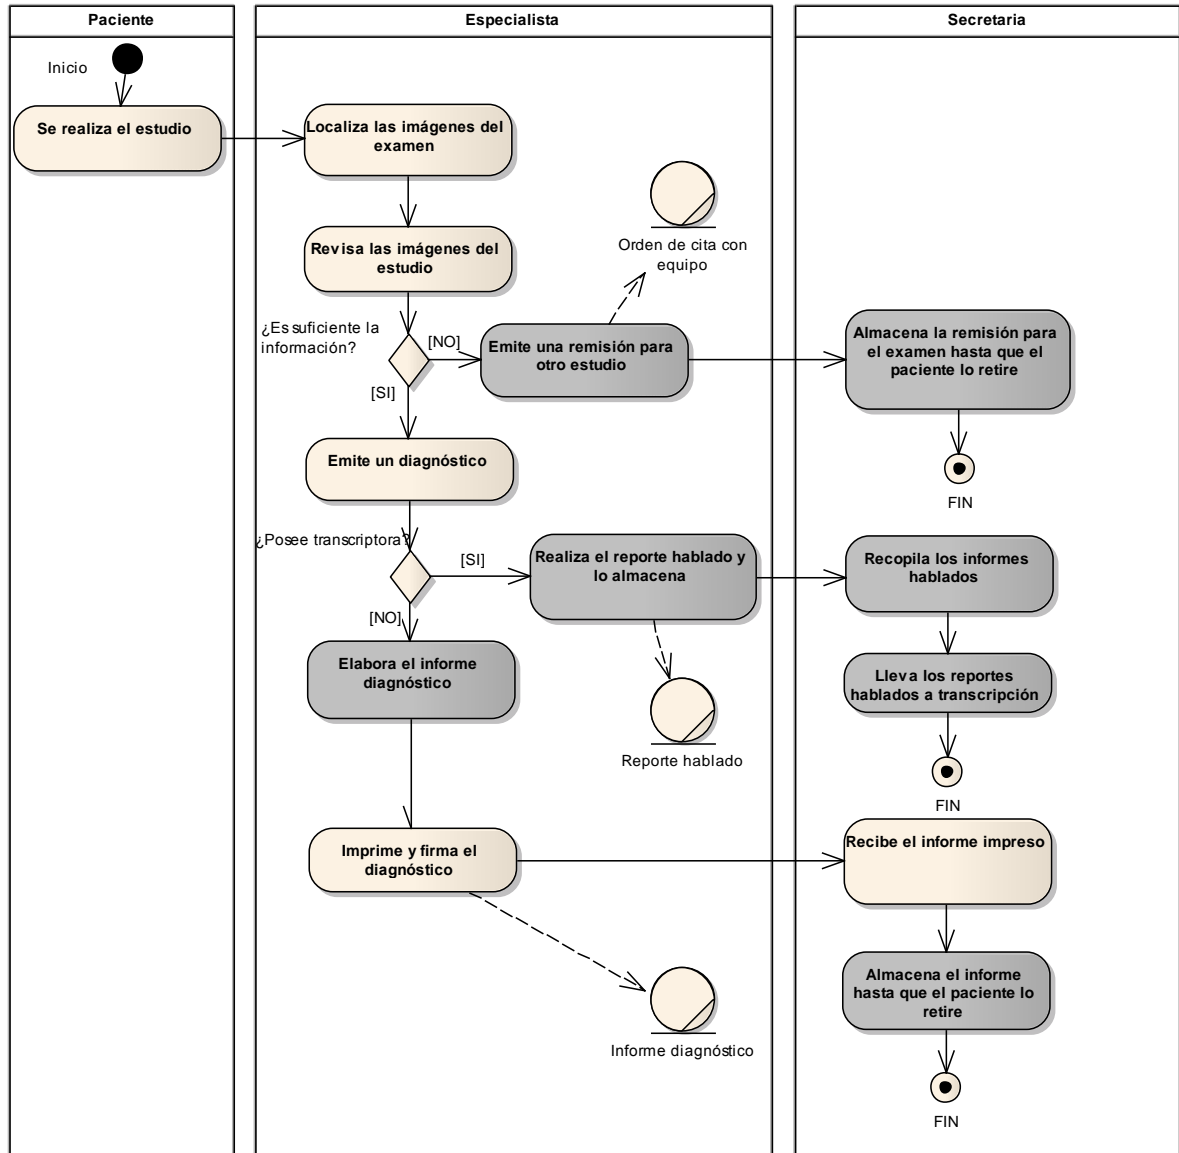 Paciente
Especialista
Secretaria
Inicio
Se realiza el estudio
Localiza las imágenes del
examen
Revisa las imágenes del
estudio
Orden de cita con
equipo
¿Es suficiente la
información?
[NO]
Emite una remisión para
otro estudio
Almacena la remisión para
el examen hasta que el
paciente lo retire
[SI]
FIN
Emite un diagnóstico
¿Posee transcriptora?
[SI]
Realiza el reporte hablado y
lo almacena
Recopila los informes
hablados
[NO]
Elabora el informe
diagnóstico
Lleva los reportes
hablados a transcripción
Reporte hablado
FIN
Imprime y firma el
diagnóstico
Recibe el informe impreso
Almacena el informe
hasta que el paciente lo
retire
Informe diagnóstico
FIN